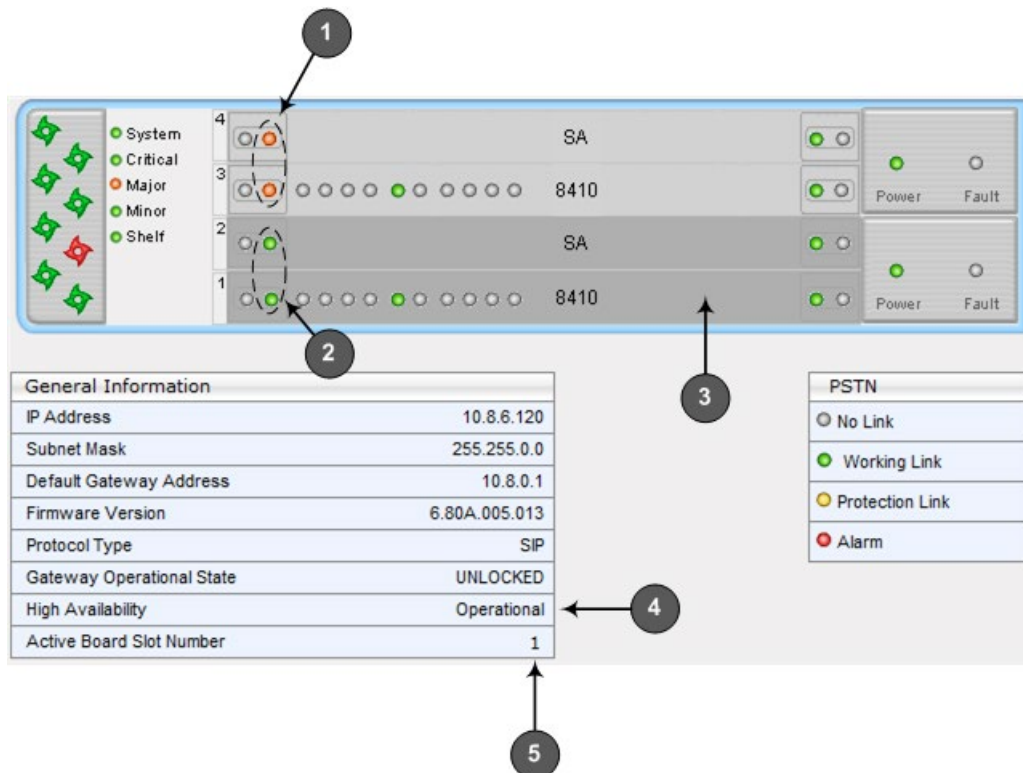 1
4
System
SA
Critical
Major
3
8410
Power Fault
Minor
Shelf
2
SA
1
8410
Power Fault
2
3
General Information
IP Address 10.8.6.120
Subnet Mask 255.255.0.0
Default Gateway Address 10.8.0.1
Firmware Version 6.80A.005.013
Protocol Type SIP
Gateway Operational State UNLOCKED
High Availability Operational
Active Board Slot Number 1
PSTN
No Link
Working Link
Protection Link
Alarm
4
5